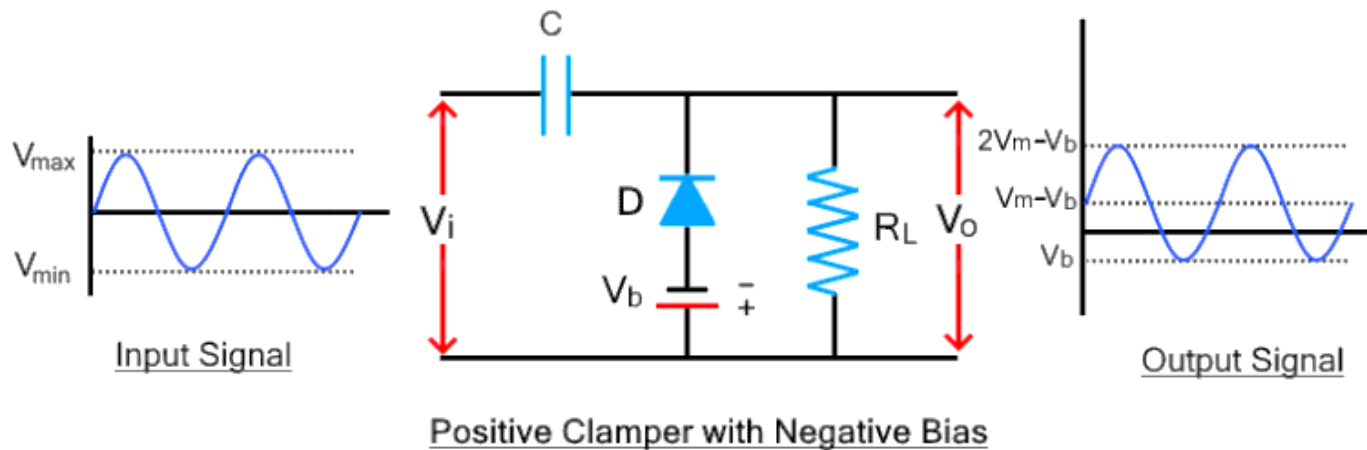 C
Vmax
Vmin
Input Signal
Vi
D
Vb
−
+
RL
Vo
2Vm−Vb
Vm−Vb
Vb
Output Signal
Positive Clamper with Negative Bias